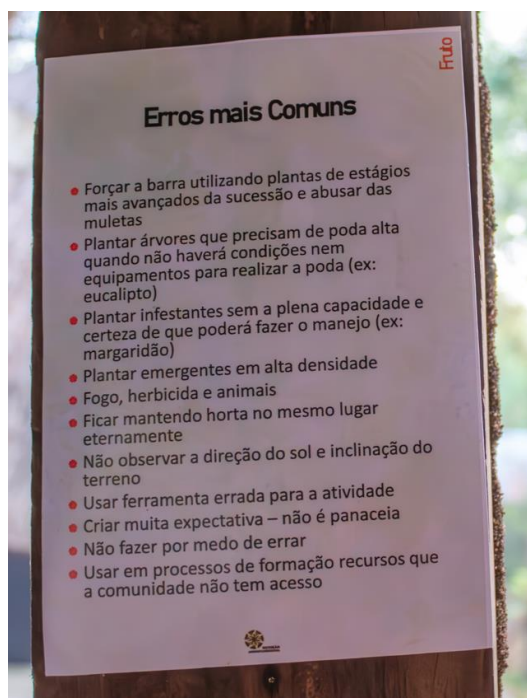 Fruto
Erros mais Comuns
• Forçar a barra utilizando plantas de estágios
mais avançados da sucessão e abusar das
muletas
• Plantar árvores que precisam de poda alta
quando não haverá condições nem
equipamentos para realizar a poda (ex:
eucalipto)
• Plantar infestantes sem a plena capacidade e
certeza de que poderá fazer o manejo (ex:
margaridão)
• Plantar emergentes em alta densidade
• Fogo, herbicida e animais
• Ficar mantendo horta no mesmo lugar
eternamente
• Não observar a direção do sol e inclinação do
terreno
• Usar ferramenta errada para a atividade
• Criar muita expectativa – não é panaceia
• Não fazer por medo de errar
• Usar em processos de formação recursos que
a comunidade não tem acesso